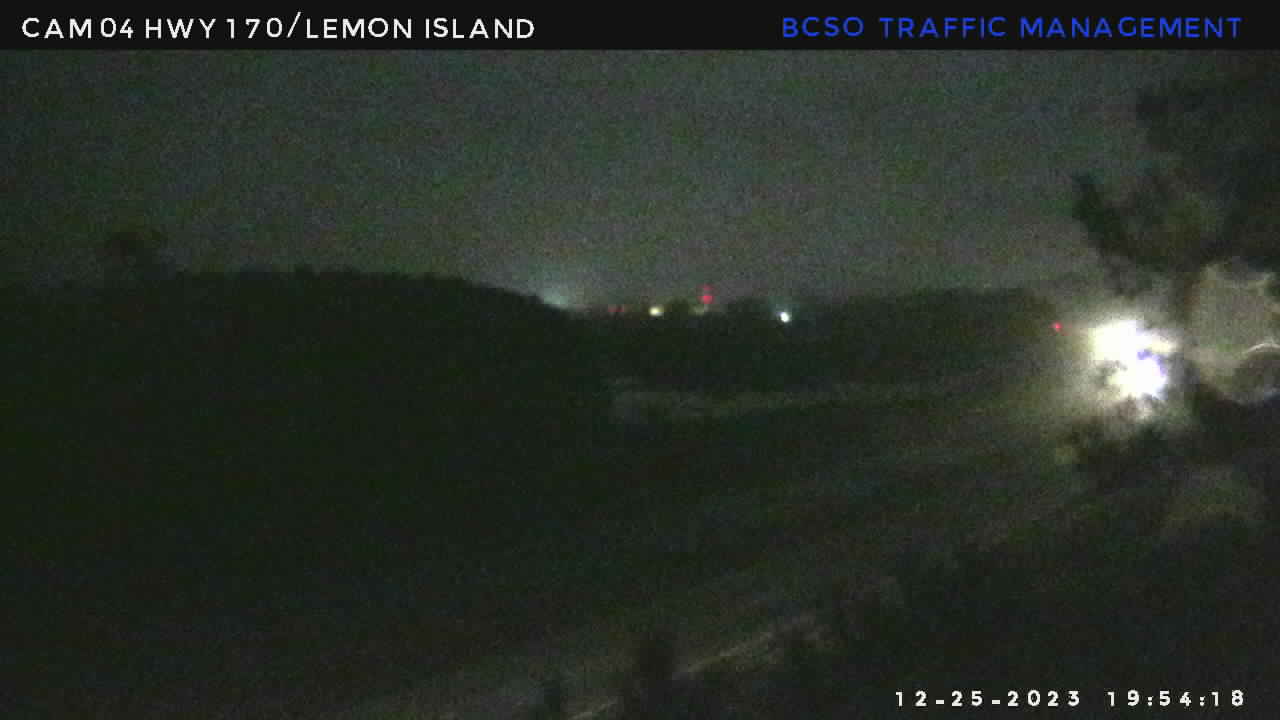 CAM04 HWY 170/LEMON ISLAND BCSO TRAFFIC MANAGEMENT
12-25-2023 19:54:18